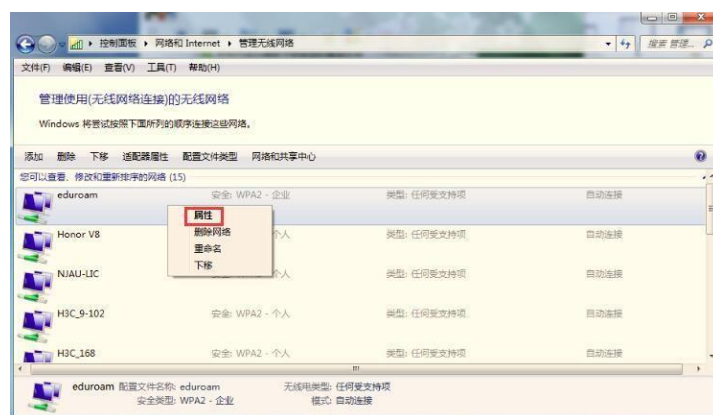 控制面板 ▸ 网络和 Internet ▸ 管理无线网络
搜索 管理...
文件(F) 编辑(E) 查看(V) 工具(T) 帮助(H)
管理使用(无线网络连接)的无线网络
Windows 将尝试按照下面所列的顺序连接这些网络。
添加 删除 下移 适配器属性 配置文件类型 网络和共享中心
您可以查看、修改和重新排序的网络 (15)
eduroam 安全: WPA2 - 企业 类型: 任何受支持项 自动连接
属性
删除网络
重命名
下移
Honor V8 个人 类型: 任何受支持项 自动连接
NJAU-LIC 个人 类型: 任何受支持项 自动连接
H3C_9-102 安全: WPA2 - 个人 类型: 任何受支持项 自动连接
H3C_168 安全: WPA2 - 个人 类型: 任何受支持项 自动连接
eduroam 配置文件名称: eduroam 无线电类型: 任何受支持项
安全类型: WPA2 - 企业 模式: 自动连接